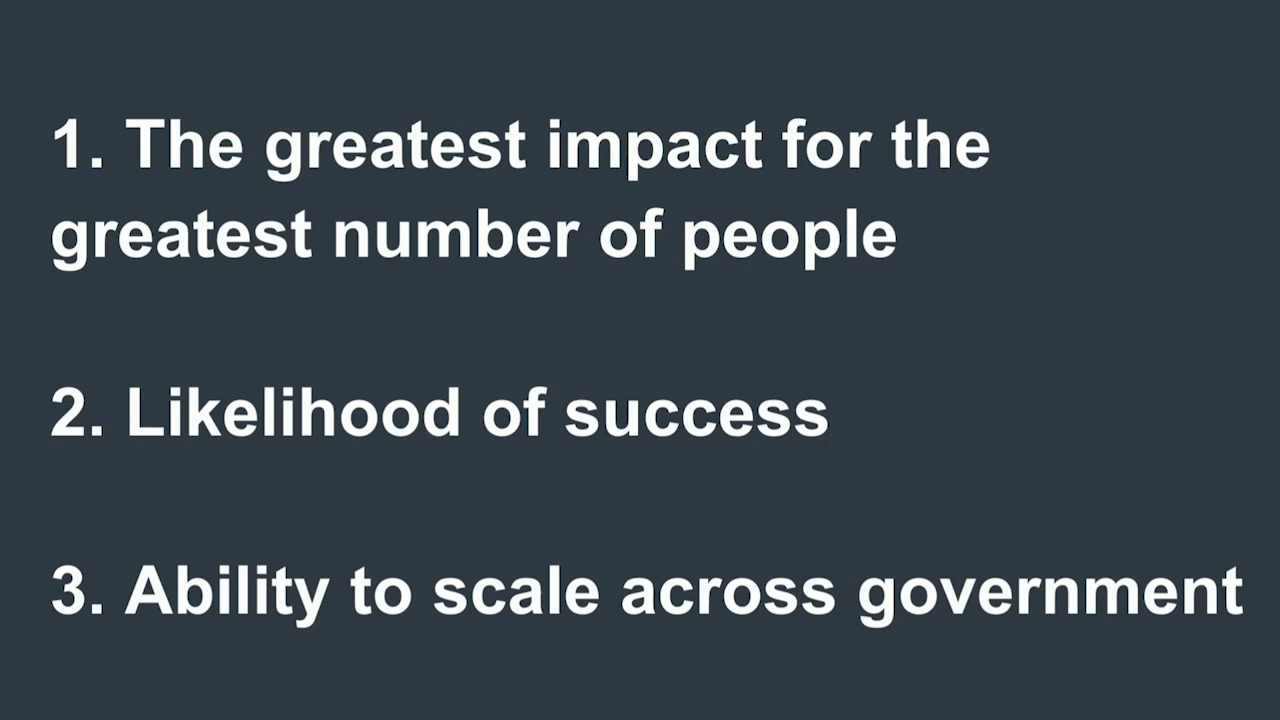 1. The greatest impact for the
greatest number of people
2. Likelihood of success
3. Ability to scale across government